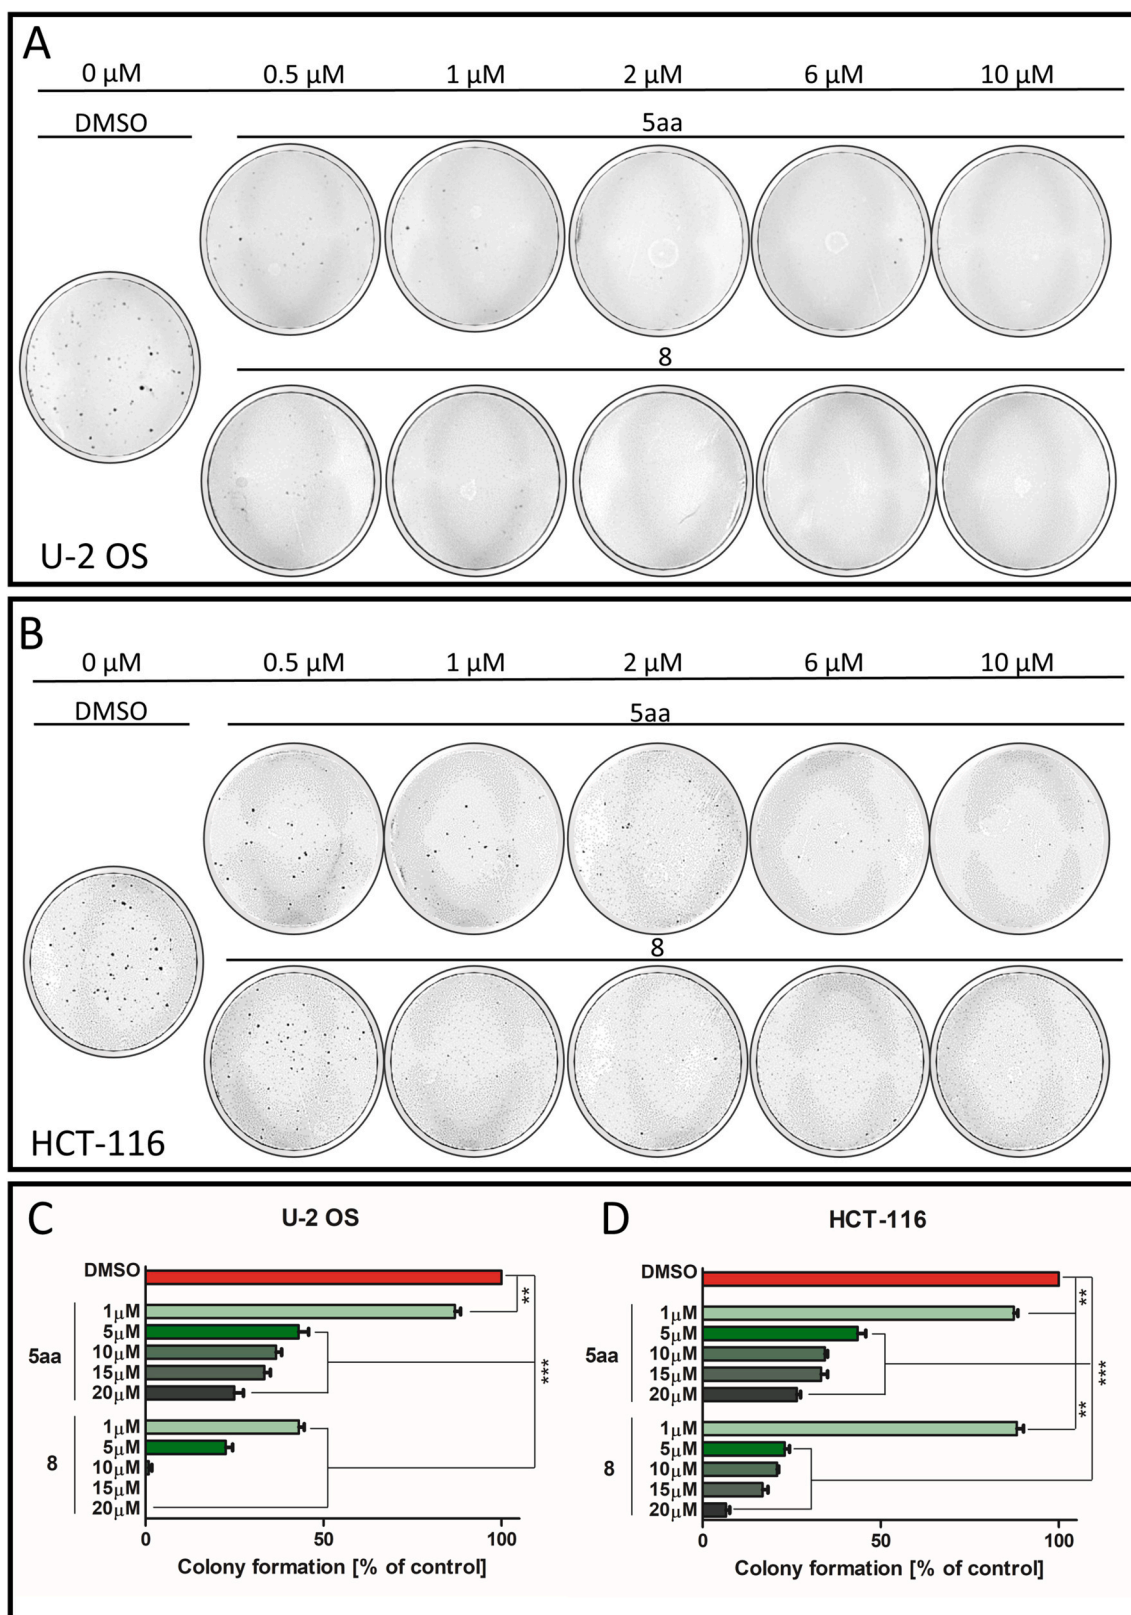 A
0 μM 0.5 μM 1 μM 2 μM 6 μM 10 μM
DMSO 5aa
8
U-2 OS
B
0 μM 0.5 μM 1 μM 2 μM 6 μM 10 μM
DMSO 5aa
8
HCT-116
C U-2 OS
DMSO
**
1μM
5μM
5aa 10μM
15μM
20μM
***
1μM
5μM
8 10μM
15μM
20μM
0 50 100
Colony formation [% of control]
D HCT-116
DMSO
**
1μM
5μM
5aa 10μM
15μM
20μM
***
**
1μM
5μM
8 10μM
15μM
20μM
0 50 100
Colony formation [% of control]